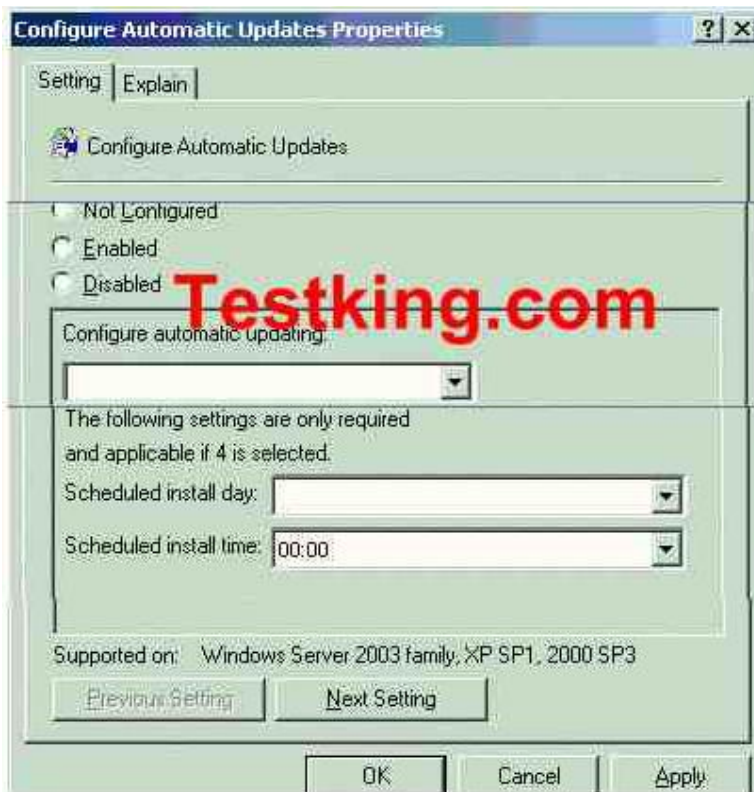 Configure Automatic Updates Properties
? X
Setting
Explain
Configure Automatic Updates
Not Configured
Enabled
Disabled
Testking.com
Configure automatic updating:
The following settings are only required
and applicable if 4 is selected.
Scheduled install day:
Scheduled install time: 00:00
Supported on: Windows Server 2003 family, XP SP1, 2000 SP3
Previous Setting
Next Setting
OK
Cancel
Apply